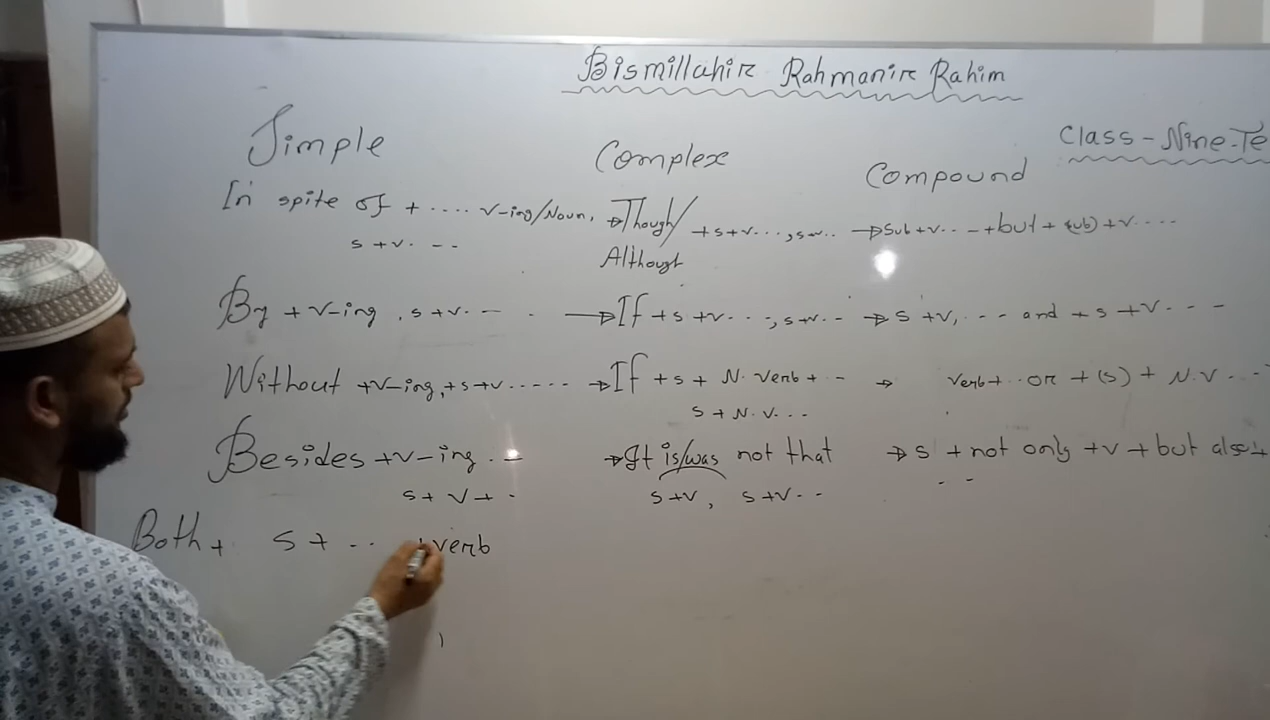 Bismillahir Rahmanir Rahim
Class-Nine-Te
Simple
Complex
Compound
In spite of + .... v-ing/Noun,
s + v. - -
Though/ + s + v...., s+v...
Although
Sub + v... + but + (sub) + v....
By + v-ing, s + v. --
If + s + v...., s+v.. -
s + v, --- and + s + v. - - -
Without + v-ing, + s + v......
If + s + N. verb + . -
s + N. v...
verb + ..or + (s) + N.v....
Besides + v-ing . -
s + v + .
It is/was not that
s+v, s+v..
s + not only + v + but also +
- -
Both + s + ... + verb